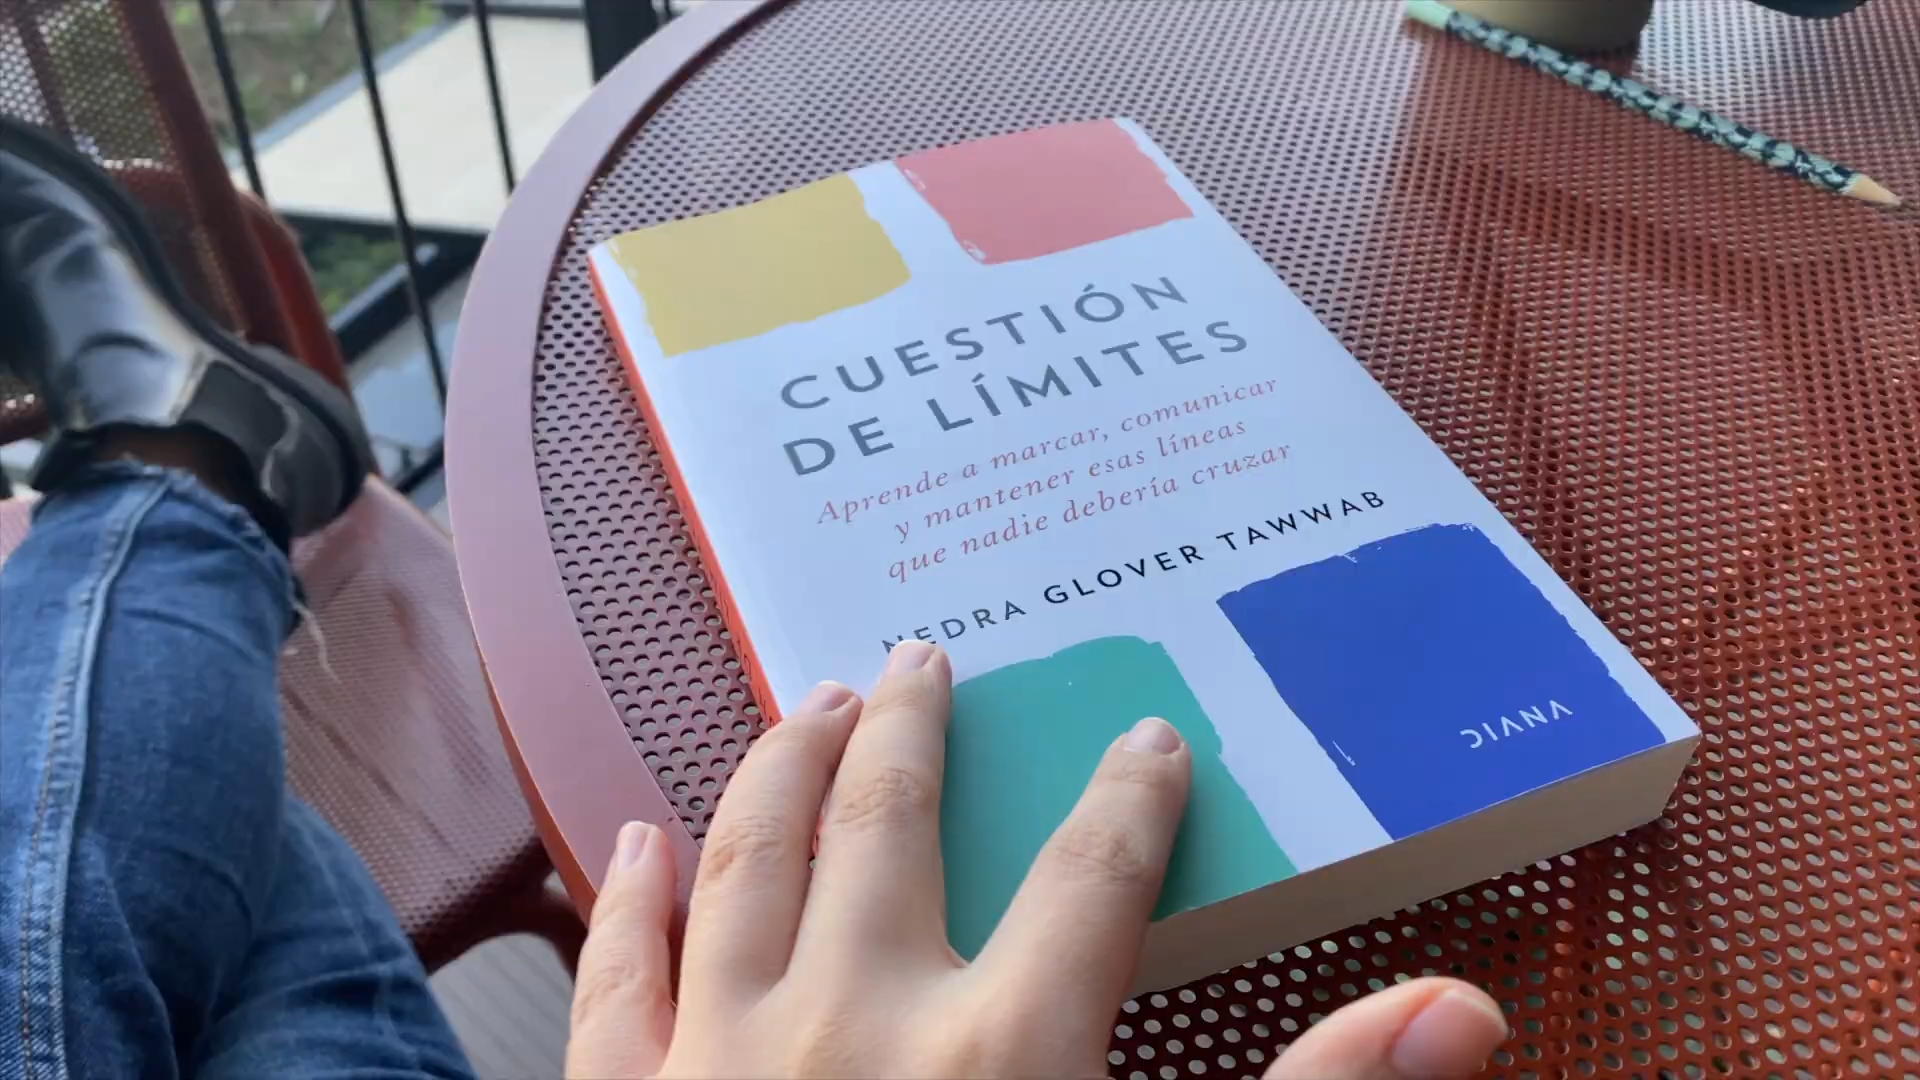 CUESTIÓN
DE LÍMITES
Aprende a marcar, comunicar
y mantener esas líneas
que nadie debería cruzar
NEDRA GLOVER TAWWAB
DIANA